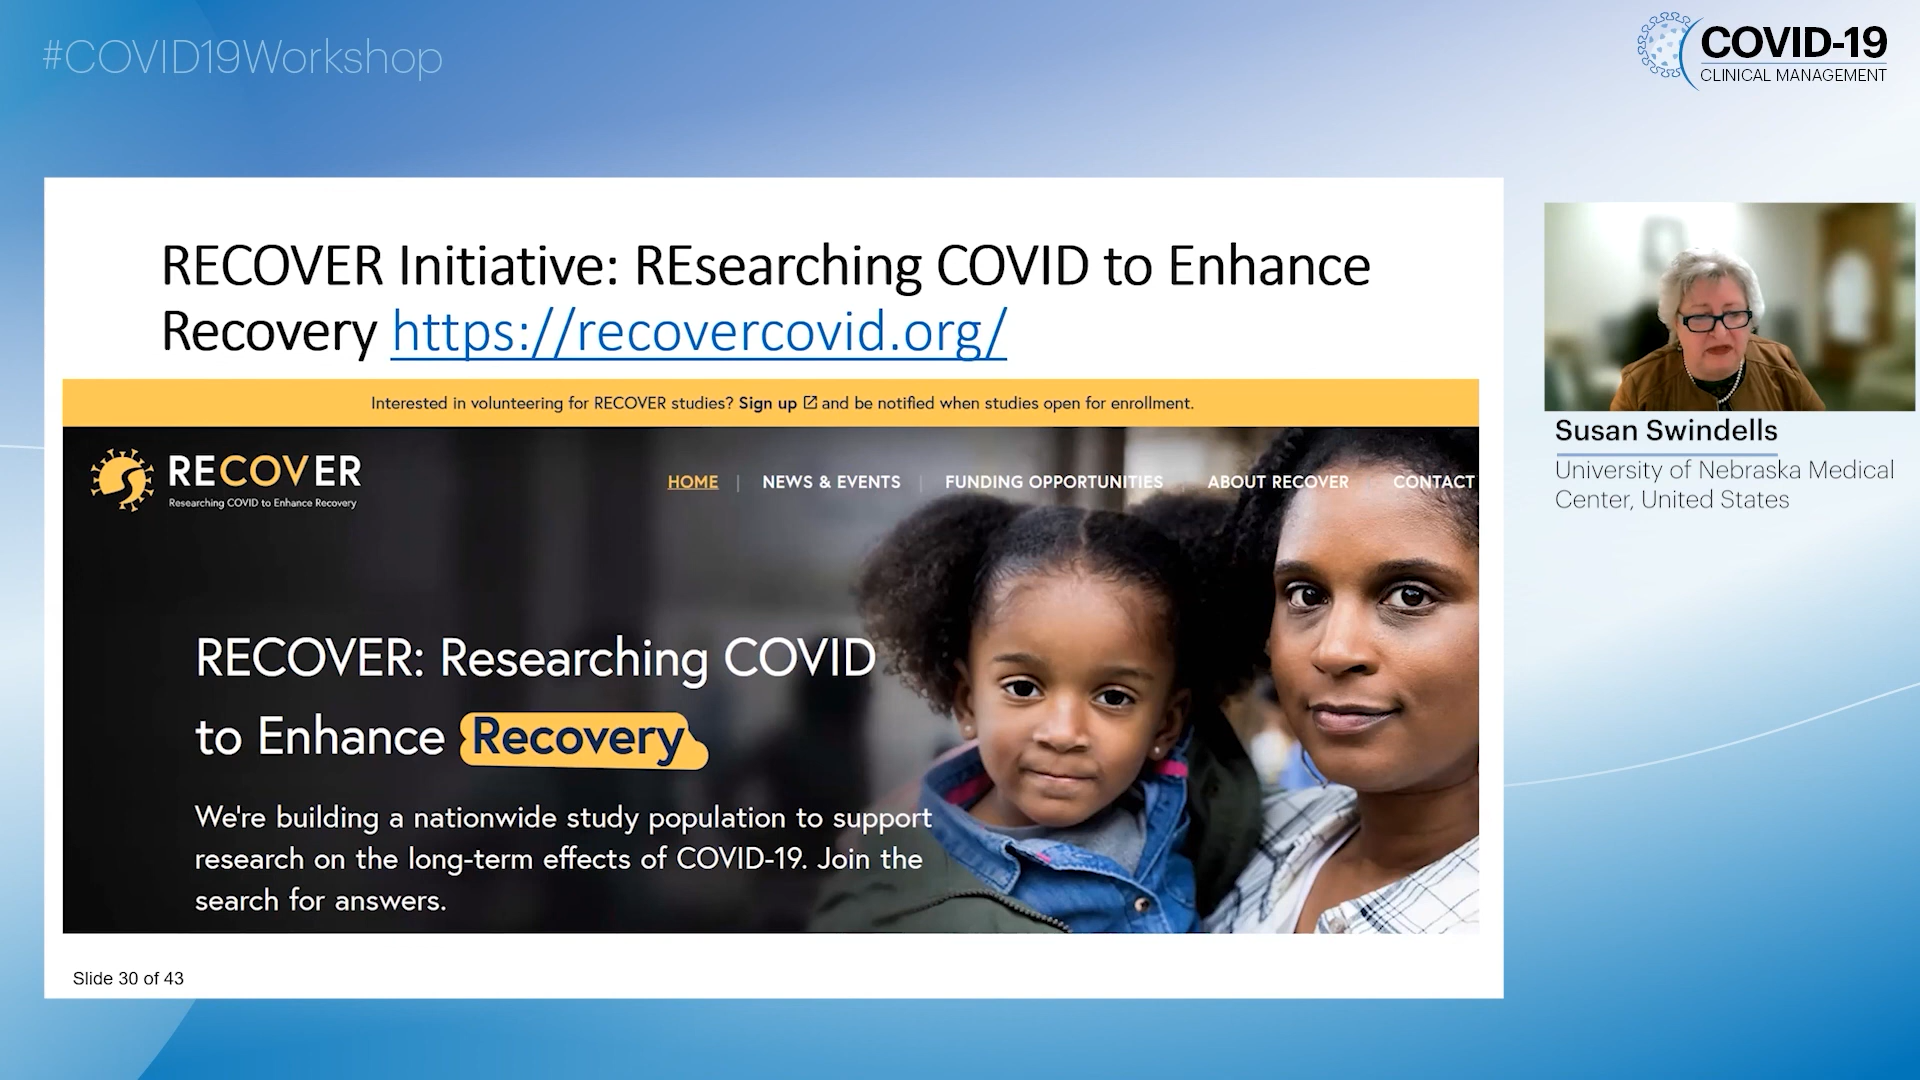 #COVID19Workshop
COVID-19
CLINICAL MANAGEMENT
RECOVER Initiative: REsearching COVID to Enhance
Recovery https://recovercovid.org/
Interested in volunteering for RECOVER studies? Sign up and be notified when studies open for enrollment.
RECOVER
Researching COVID to Enhance Recovery
HOME | NEWS & EVENTS | FUNDING OPPORTUNITIES | ABOUT RECOVER CONTACT
RECOVER: Researching COVID
to Enhance Recovery
We're building a nationwide study population to support
research on the long-term effects of COVID-19. Join the
search for answers.
Slide 30 of 43
Susan Swindells
University of Nebraska Medical
Center, United States